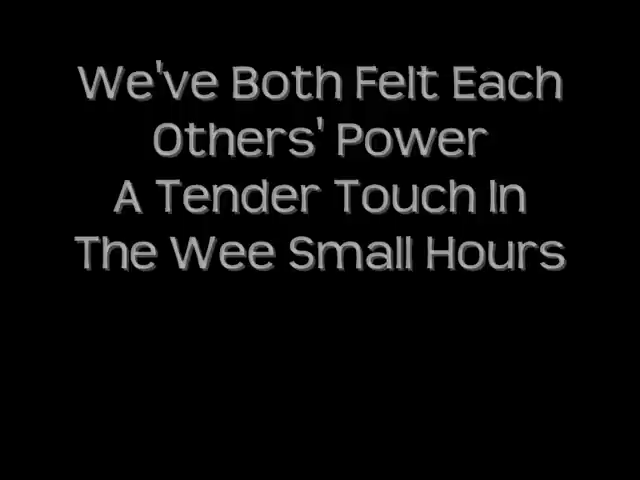 We've Both Felt Each
Others' Power
A Tender Touch In
The Wee Small Hours